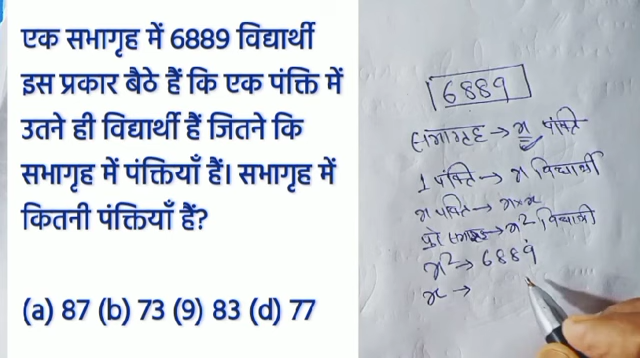 एक सभागृह में 6889 विद्यार्थी
इस प्रकार बैठे हैं कि एक पंक्ति में
उतने ही विद्यार्थी हैं जितने कि
सभागृह में पंक्तियाँ हैं। सभागृह में
कितनी पंक्तियाँ हैं?
(a) 87 (b) 73 (9) 83 (d) 77
6889
सभागृह → x पंक्ति
1 पंक्ति → x विद्यार्थी
x पंक्ति → x×x
→ x² विद्यार्थी
x² → 6889
x →